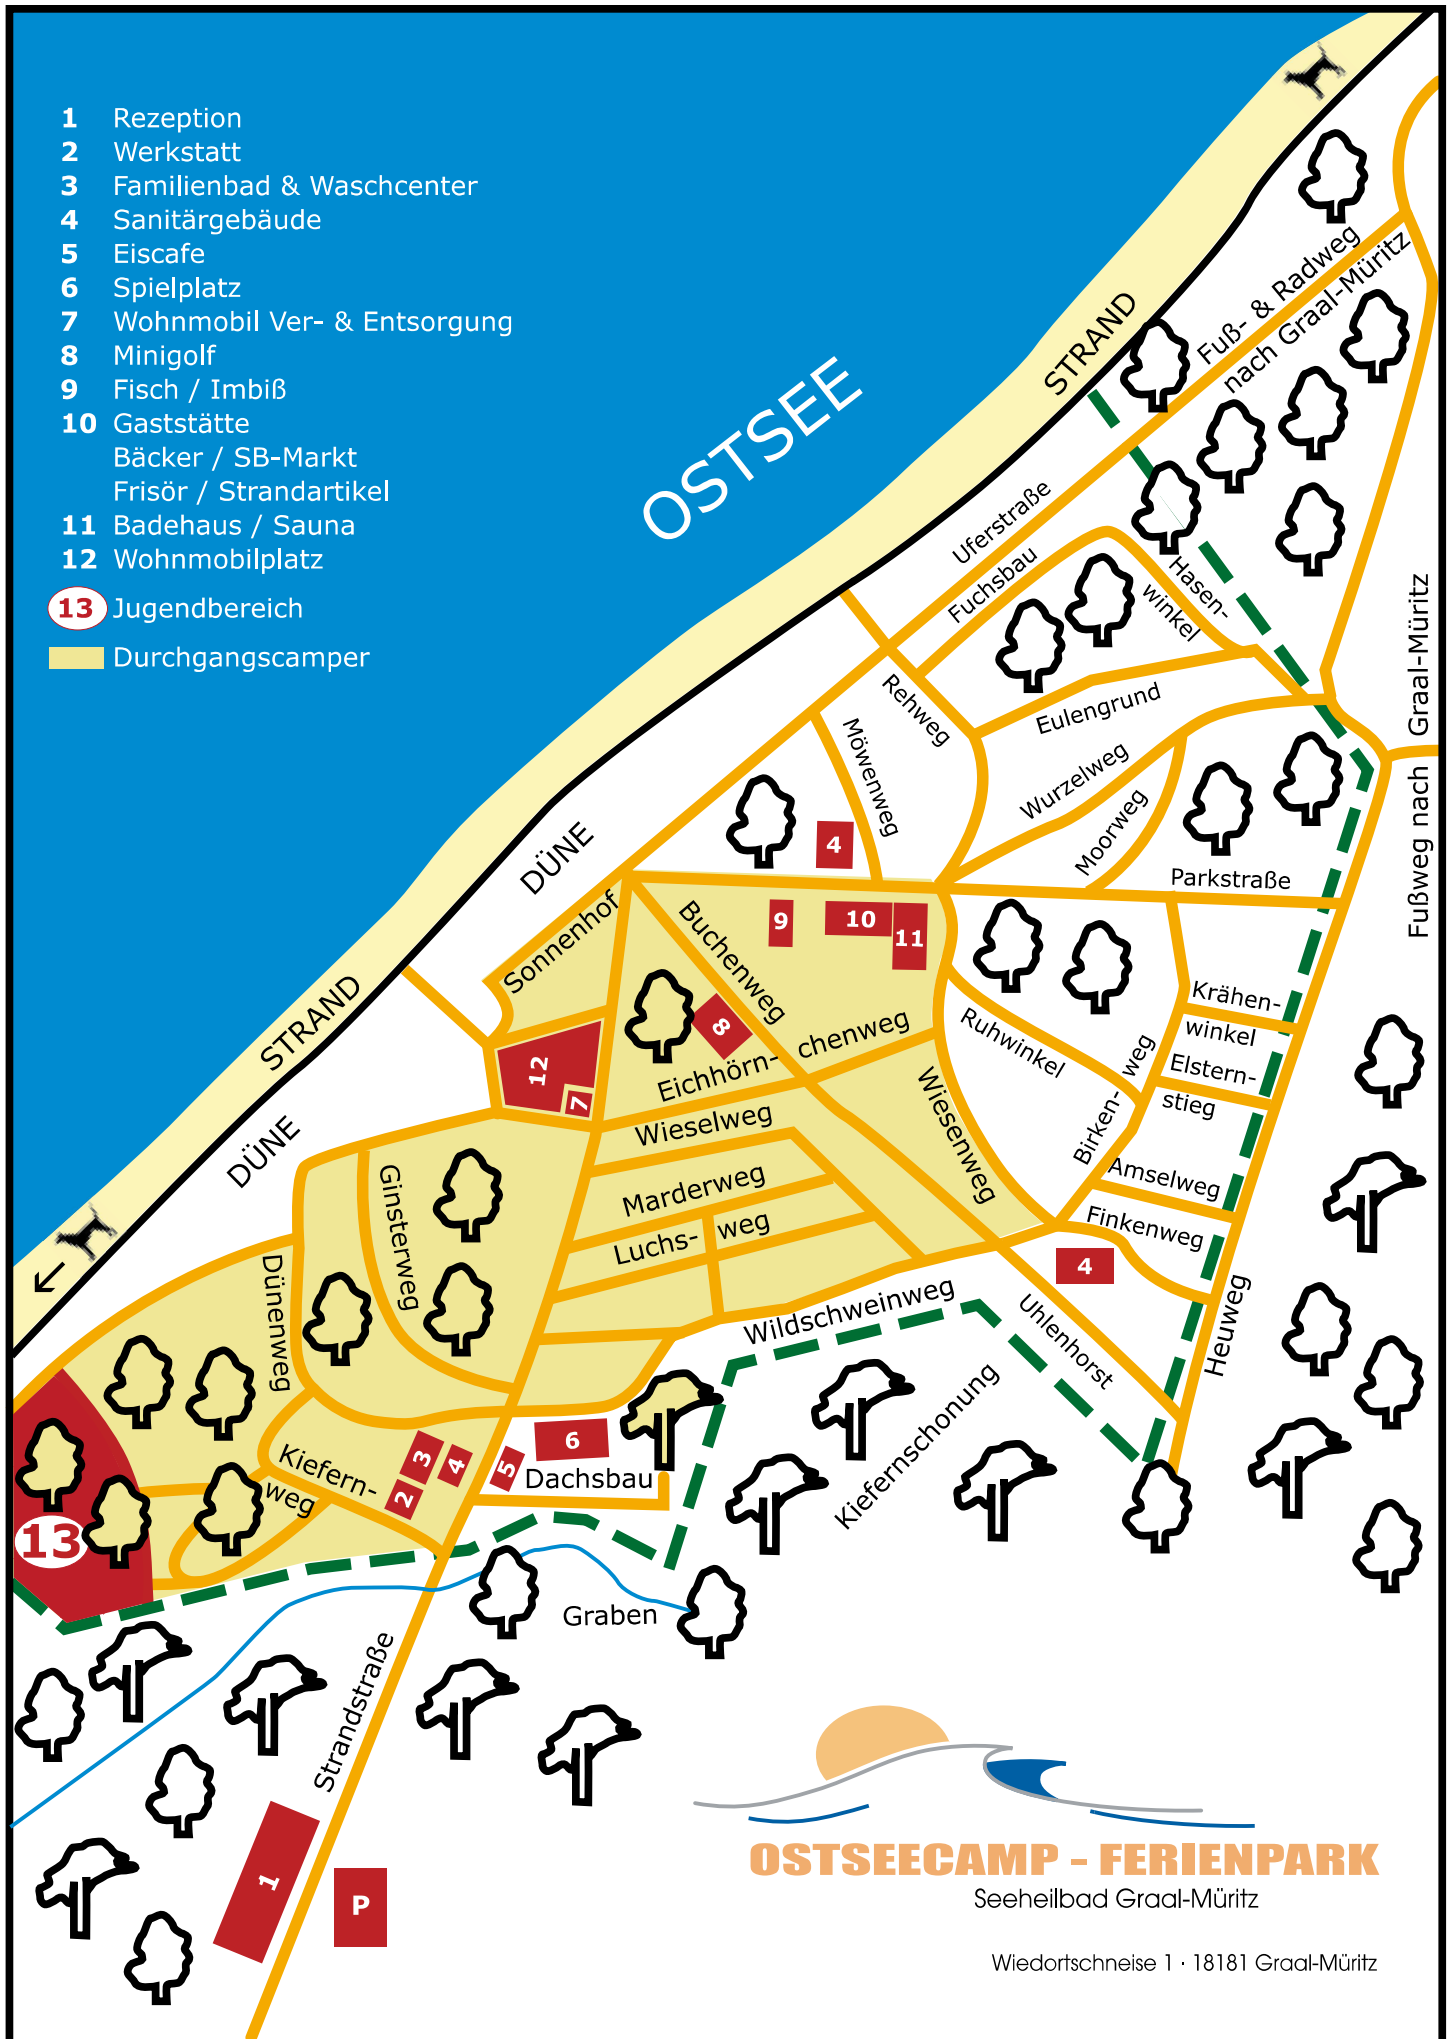 1 Rezeption
2 Werkstatt
3 Familienbad & Waschcenter
4 Sanitärgebäude
5 Eiscafe
6 Spielplatz
7 Wohnmobil Ver- & Entsorgung
8 Minigolf
9 Fisch / Imbiß
10 Gaststätte
Bäcker / SB-Markt
Frisör / Strandartikel
11 Badehaus / Sauna
12 Wohnmobilplatz
13 Jugendbereich
Durchgangscamper
OSTSEE
STRAND
Fuß- & Radweg
nach Graal-Müritz
Uferstraße
Fuchsbau
Hasen-
winkel
Rehweg
Eulengrund
Möwenweg
Wurzelweg
Moorweg
Parkstraße
Fußweg nach Graal-Müritz
DÜNE
4
9
10
11
Sonnenhof
Buchenweg
8
Eichhörn- chenweg
12
7
STRAND
DÜNE
Ruhwinkel
Krähen-
winkel
Elstern-
stieg
Birken- weg
Amselweg
Finkenweg
Wiesenweg
Wieselweg
Marderweg
Luchs- weg
Ginsterweg
Dünenweg
4
Wildschweinweg
Uhlenhorst
Heuweg
Kiefernschonung
Kiefern-
weg
3
4
2
5
6
Dachsbau
13
Graben
Strandstraße
1
P
OSTSEECAMP - FERIENPARK
Seeheilbad Graal-Müritz
Wiedortschneise 1 · 18181 Graal-Müritz